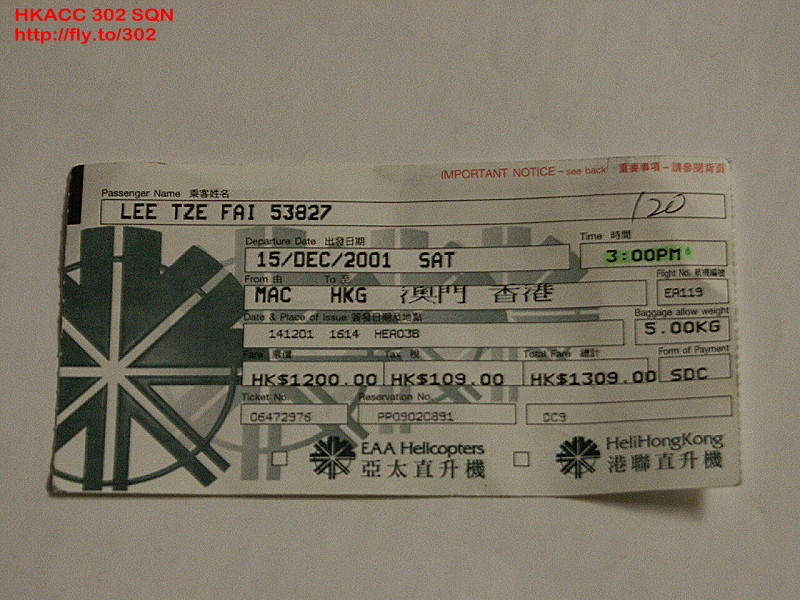 HKACC 302 SQN
http://fly.to/302
IMPORTANT NOTICE – see back 重要事項 – 請參閱背頁
Passenger Name 乘客姓名
LEE TZE FAI 53827
120
Departure Date 出發日期 Time 時間
15/DEC/2001 SAT 3:00PM
From 由 To 至 Flight No. 航機編號
MAC HKG 澳門 香港 EA119
Date & Place of Issue 簽發日期及地點 Baggage allow weight
141201 1614 HEA03B 5.00KG
Fare 票價 Tax 稅 Total Fare 總計 Form of Payment
HK$1200.00 HK$109.00 HK$1309.00 SDC
Ticket No. Reservation No.
06472976 PP09020891 DC9
EAA Helicopters HeliHongKong
亞太直升機 港聯直升機